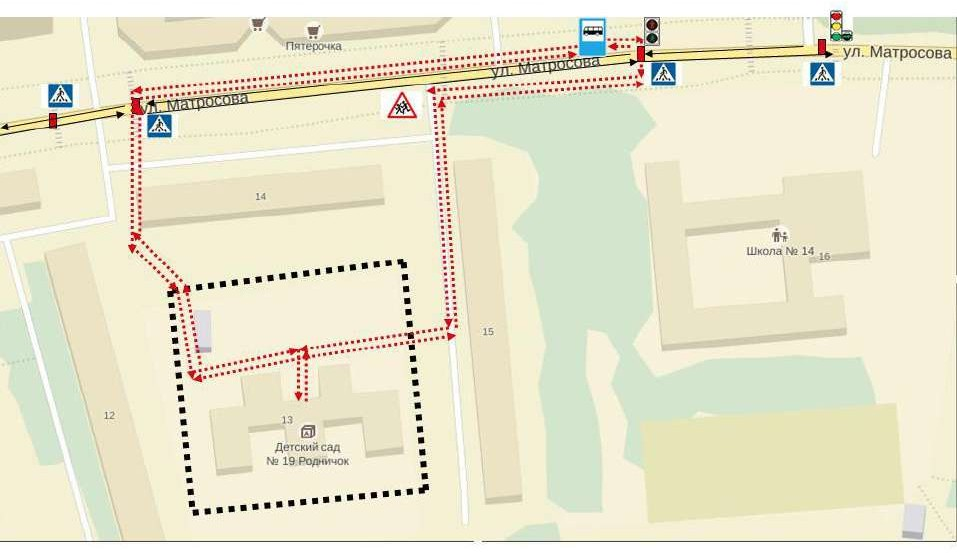 Пятерочка
ул. Матросова
ул. Матросова
ул. Матросова
14
Школа № 14
16
15
12
13
Детский сад
№ 19 Родничок